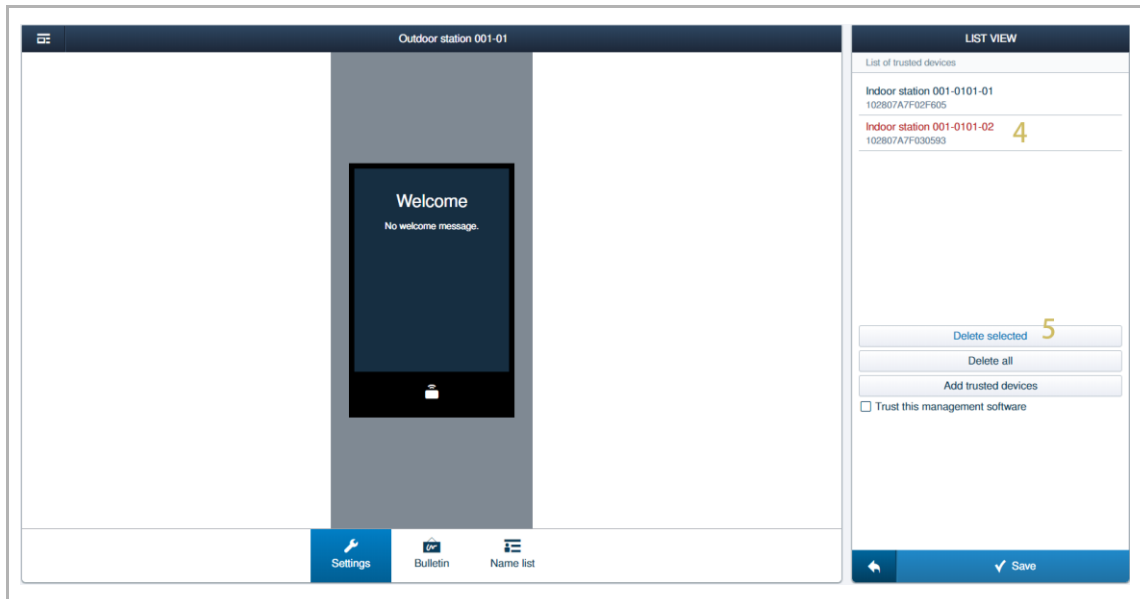 Outdoor station 001-01
Welcome
No welcome message.
Settings
Bulletin
Name list
LIST VIEW
List of trusted devices
Indoor station 001-0101-01
102807A7F02F605
Indoor station 001-0101-02
102807A7F030593
4
Delete selected
5
Delete all
Add trusted devices
Trust this management software
Save